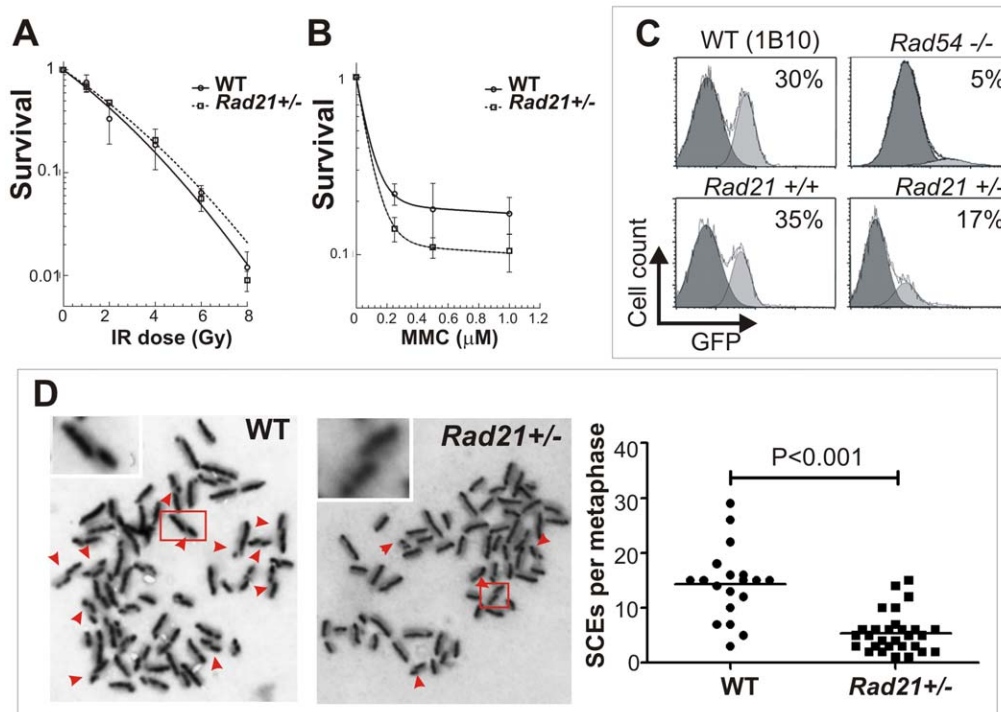 A
Survival
1
0.1
0.01
0 2 4 6 8
IR dose (Gy)
WT
Rad21+/-
B
Survival
1
0.1
0 0.2 0.4 0.6 0.8 1.0 1.2
MMC (µM)
WT
Rad21+/-
C
WT (1B10)
30%
Rad54 -/-
5%
Rad21 +/+
35%
Rad21 +/-
17%
Cell count
GFP
D
WT
Rad21+/-
SCEs per metaphase
40
30
20
10
0
P<0.001
WT
Rad21+/-